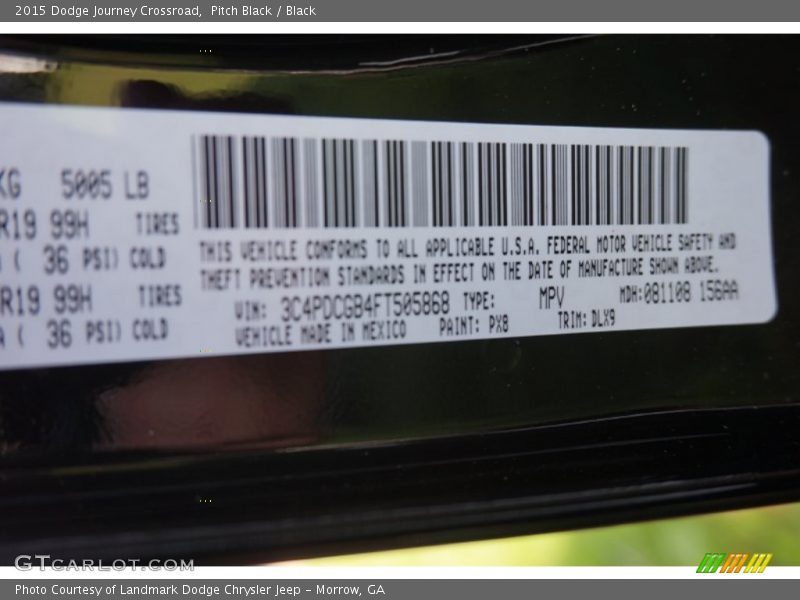 2015 Dodge Journey Crossroad, Pitch Black / Black
KG 5005 LB
R19 99H TIRES
( 36 PSI) COLD
R19 99H TIRES
( 36 PSI) COLD
THIS VEHICLE CONFORMS TO ALL APPLICABLE U.S.A. FEDERAL MOTOR VEHICLE SAFETY AND
THEFT PREVENTION STANDARDS IN EFFECT ON THE DATE OF MANUFACTURE SHOWN ABOVE.
VIN: 3C4PDCGB4FT505868 TYPE: MPV MDH:081108 156AA
VEHICLE MADE IN MEXICO PAINT: PX8 TRIM:DLX9
GTCARLOT.COM
Photo Courtesy of Landmark Dodge Chrysler Jeep - Morrow, GA